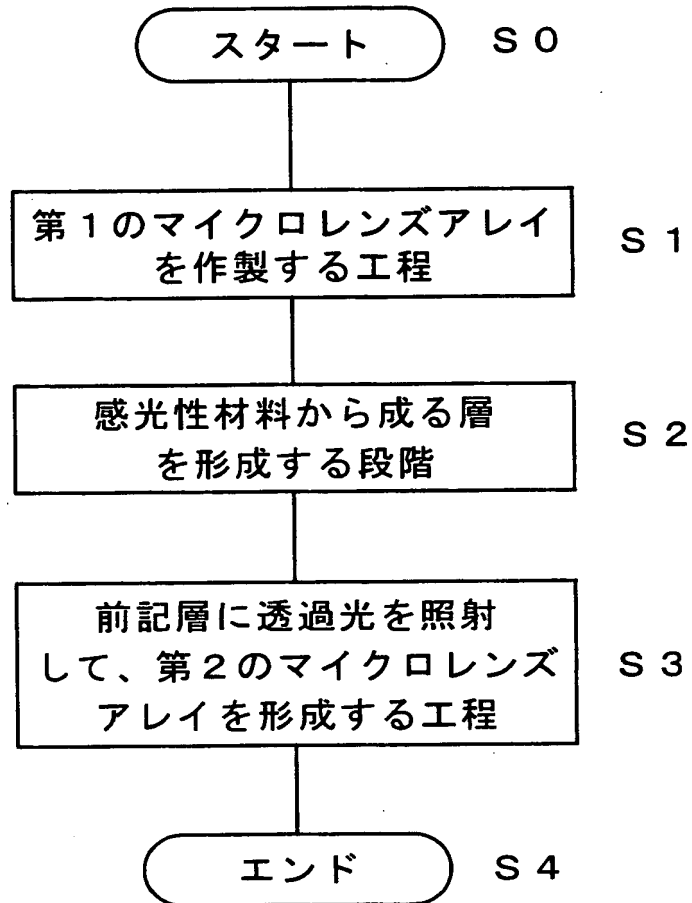 スタート S0
第1のマイクロレンズアレイ
を作製する工程 S1
感光性材料から成る層
を形成する段階 S2
前記層に透過光を照射
して、第2のマイクロレンズ S3
アレイを形成する工程
エンド S4